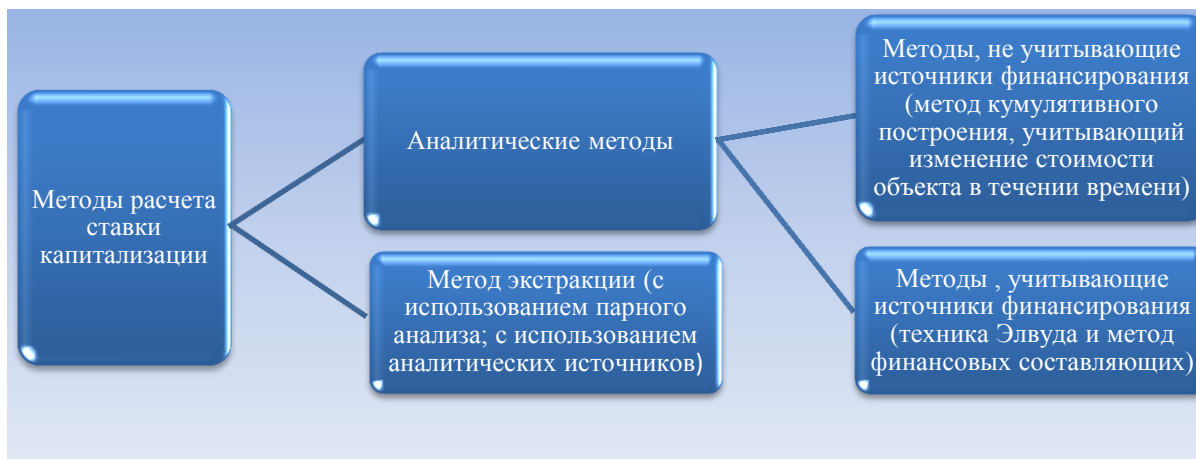 Методы расчета
ставки
капитализации
Аналитические методы
Метод экстракции (с
использованием парного
анализа; с использованием
аналитических источников)
Методы, не учитывающие
источники финансирования
(метод кумулятивного
построения, учитывающий
изменение стоимости
объекта в течении времени)
Методы , учитывающие
источники финансирования
(техника Элвуда и метод
финансовых составляющих)